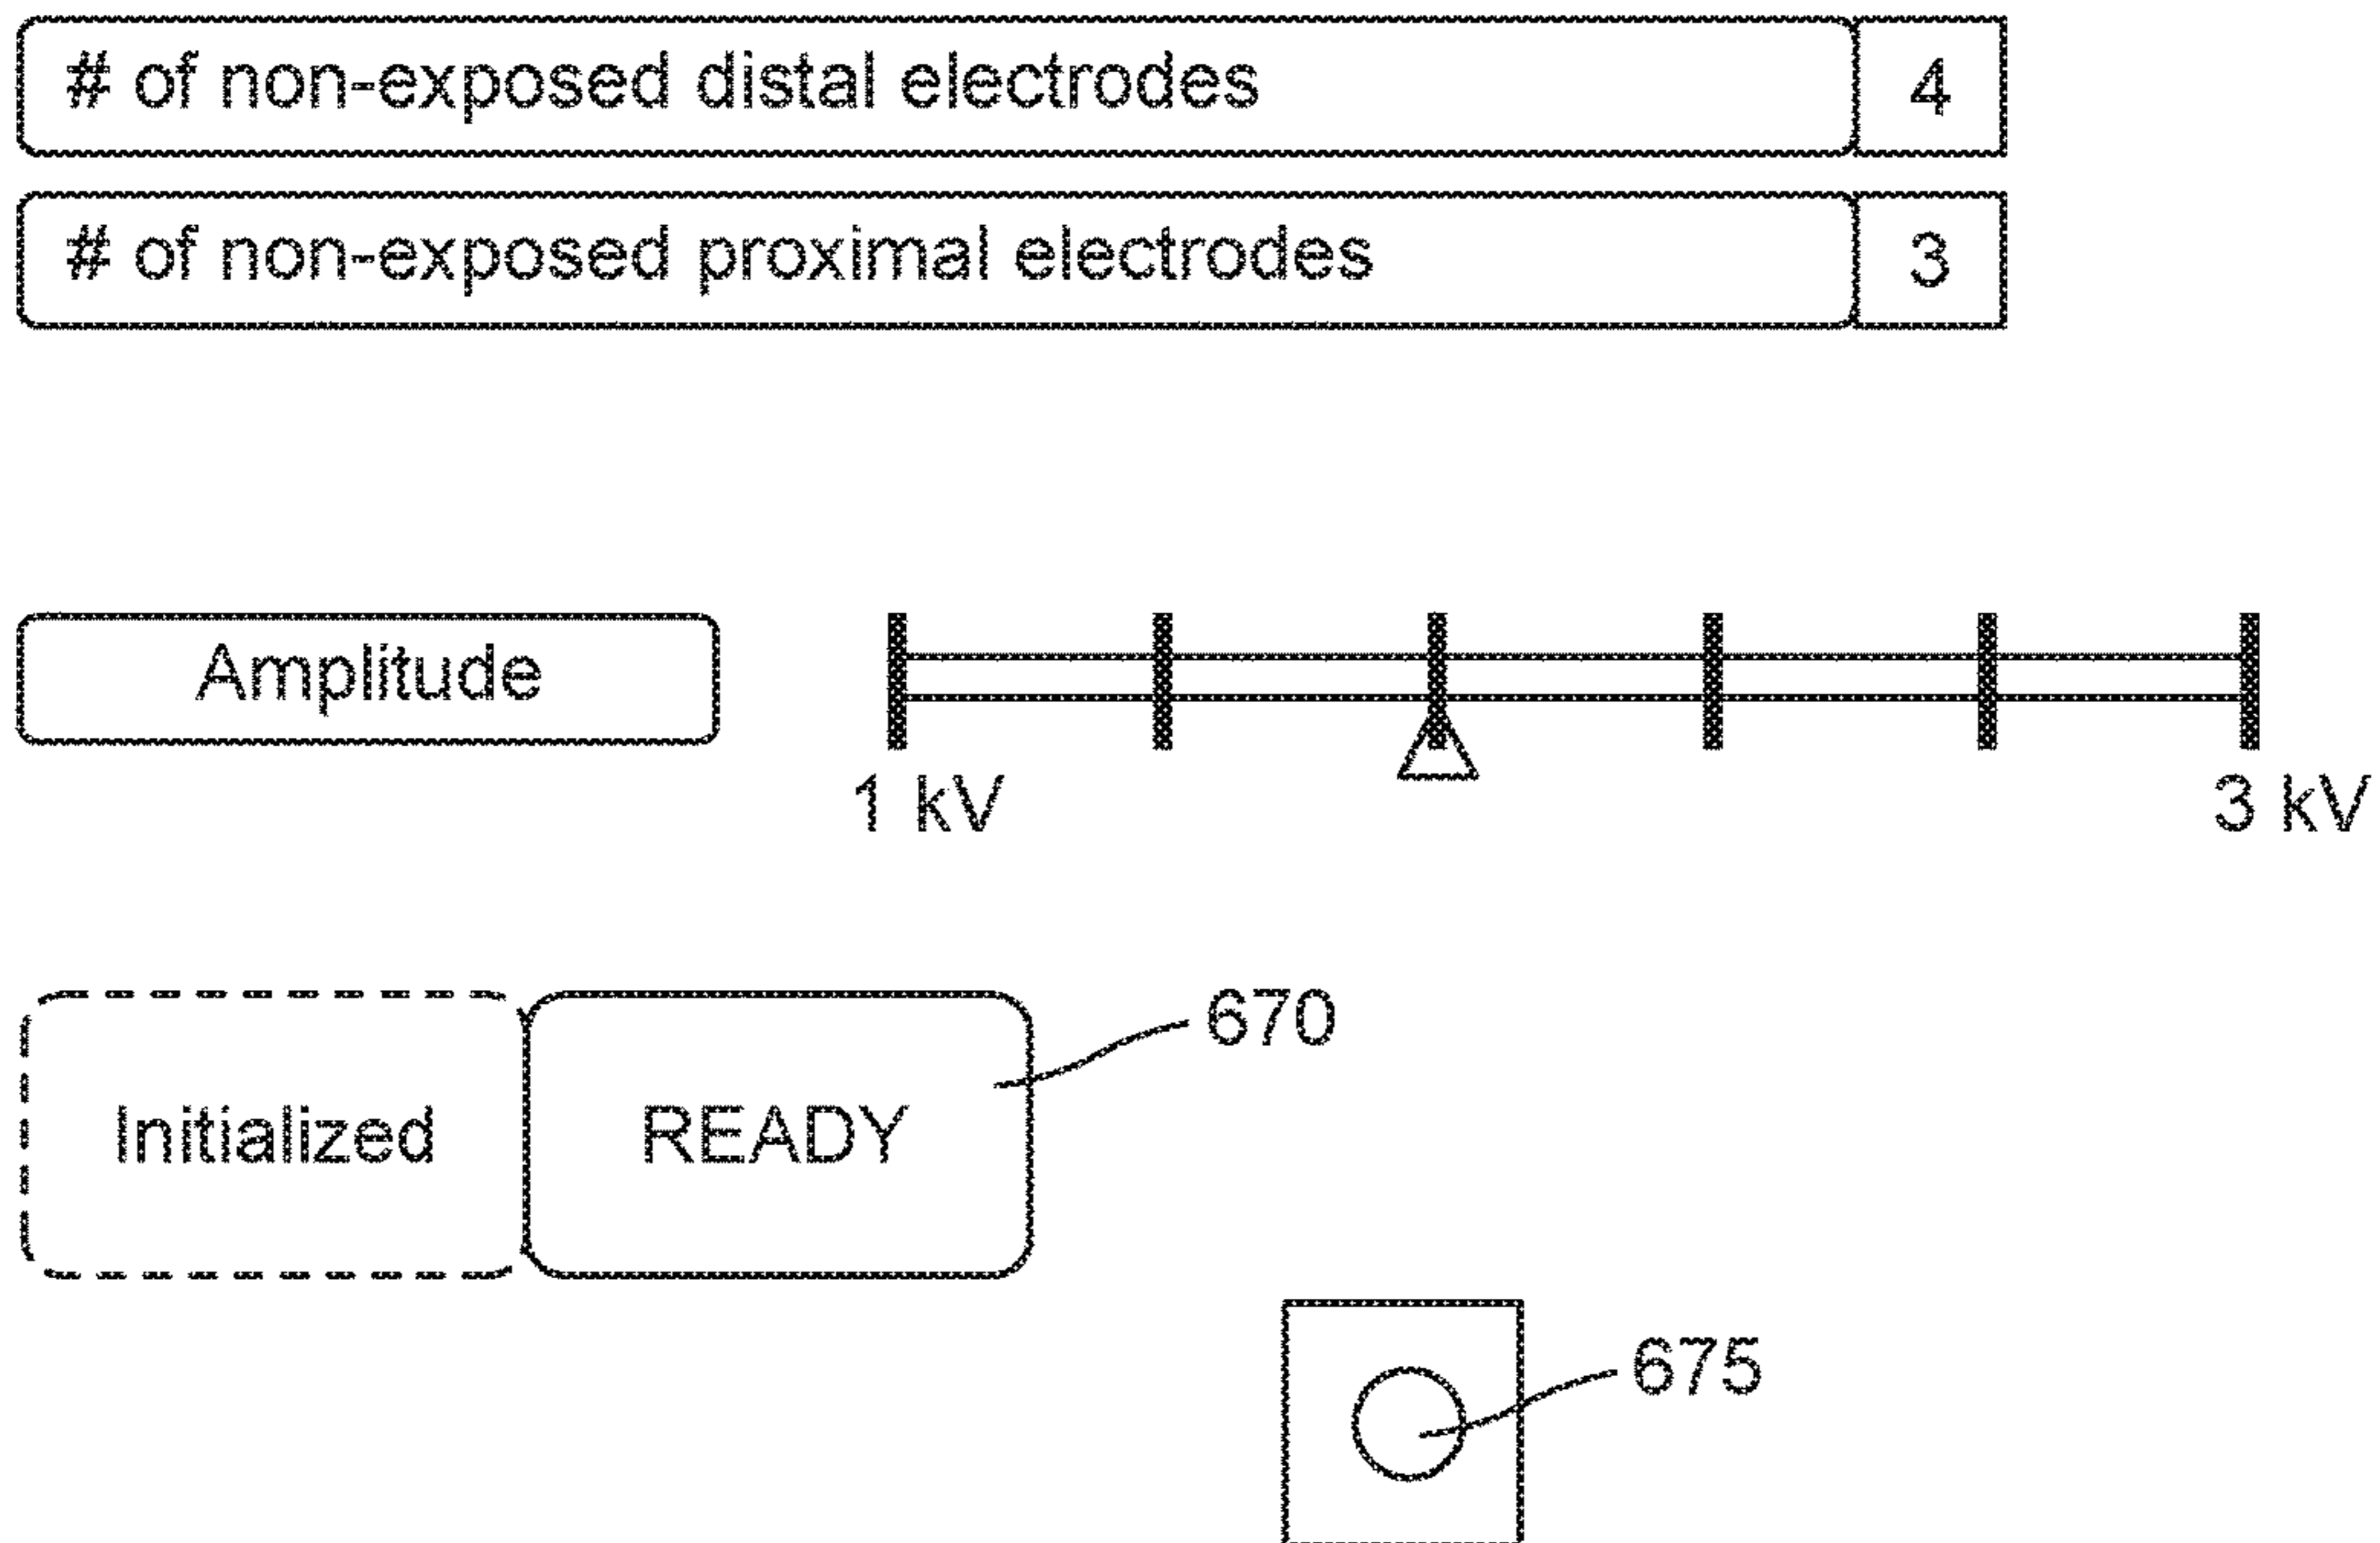 # of non-exposed distal electrodes 4
# of non-exposed proximal electrodes 3
Amplitude
1 kV 3 kV
670
Initialized READY
675